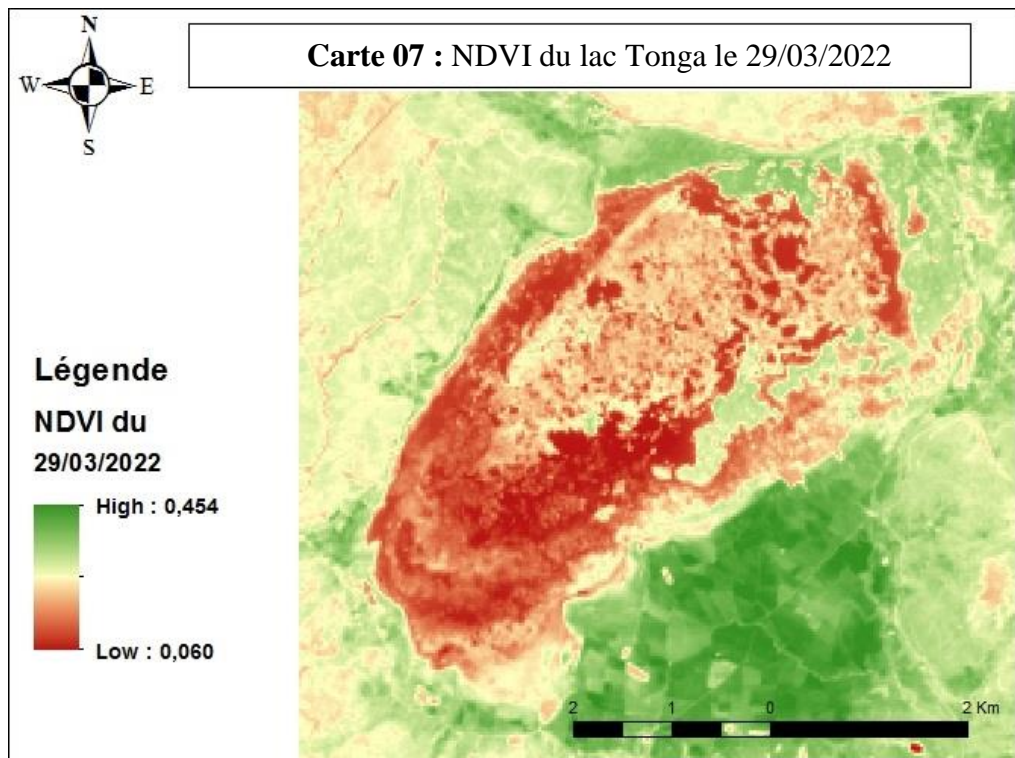 N
W E
S
Carte 07 : NDVI du lac Tonga le 29/03/2022
Légende
NDVI du
29/03/2022
High : 0,454
Low : 0,060
2 1 0 2 Km